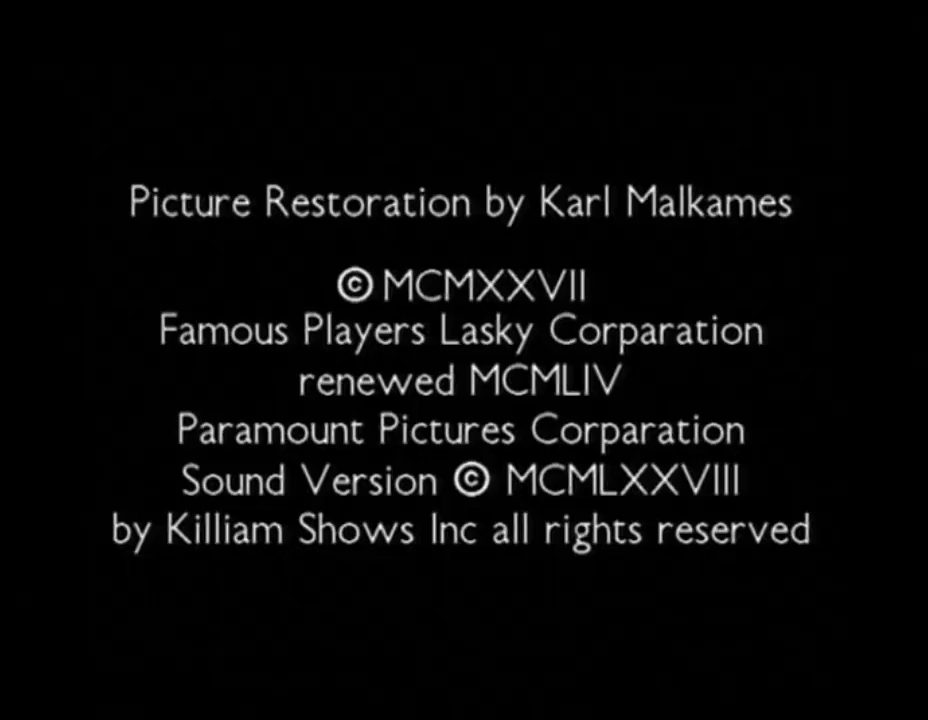 Picture Restoration by Karl Malkames
© MCMXXVII
Famous Players Lasky Corparation
renewed MCMLIV
Paramount Pictures Corparation
Sound Version © MCMLXXVIII
by Killiam Shows Inc all rights reserved